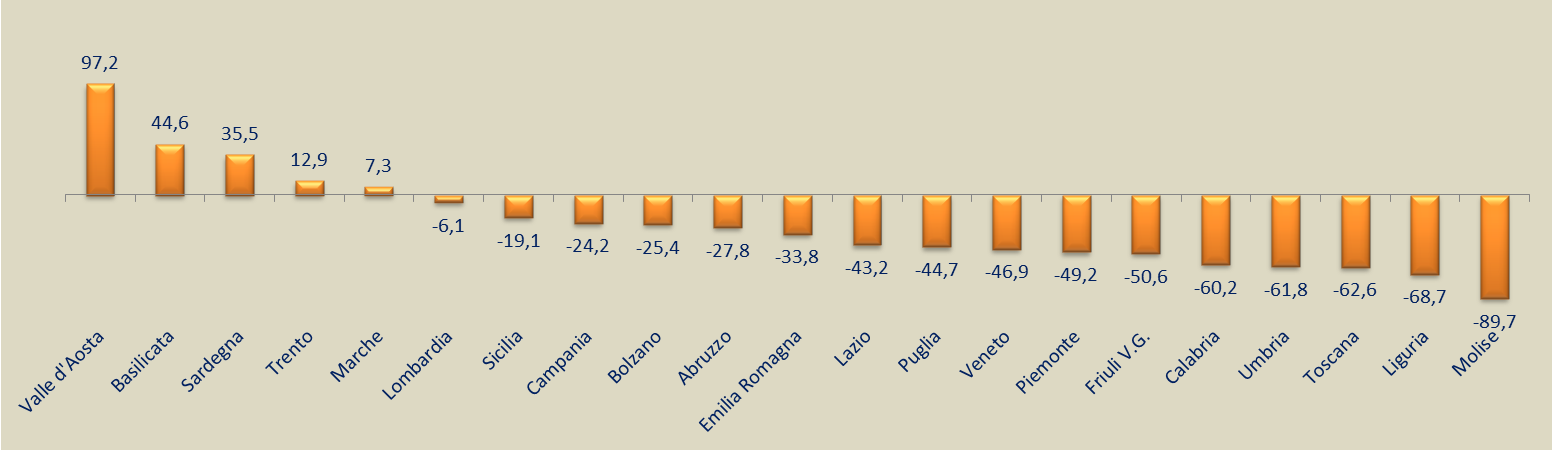 97,2
44,6
35,5
12,9
7,3
-6,1
-19,1
-24,2
-25,4
-27,8
-33,8
-43,2
-44,7
-46,9
-49,2
-50,6
-60,2
-61,8
-62,6
-68,7
-89,7
Valle d'Aosta
Basilicata
Sardegna
Trento
Marche
Lombardia
Sicilia
Campania
Bolzano
Abruzzo
Emilia Romagna
Lazio
Puglia
Veneto
Piemonte
Friuli V.G.
Calabria
Umbria
Toscana
Liguria
Molise